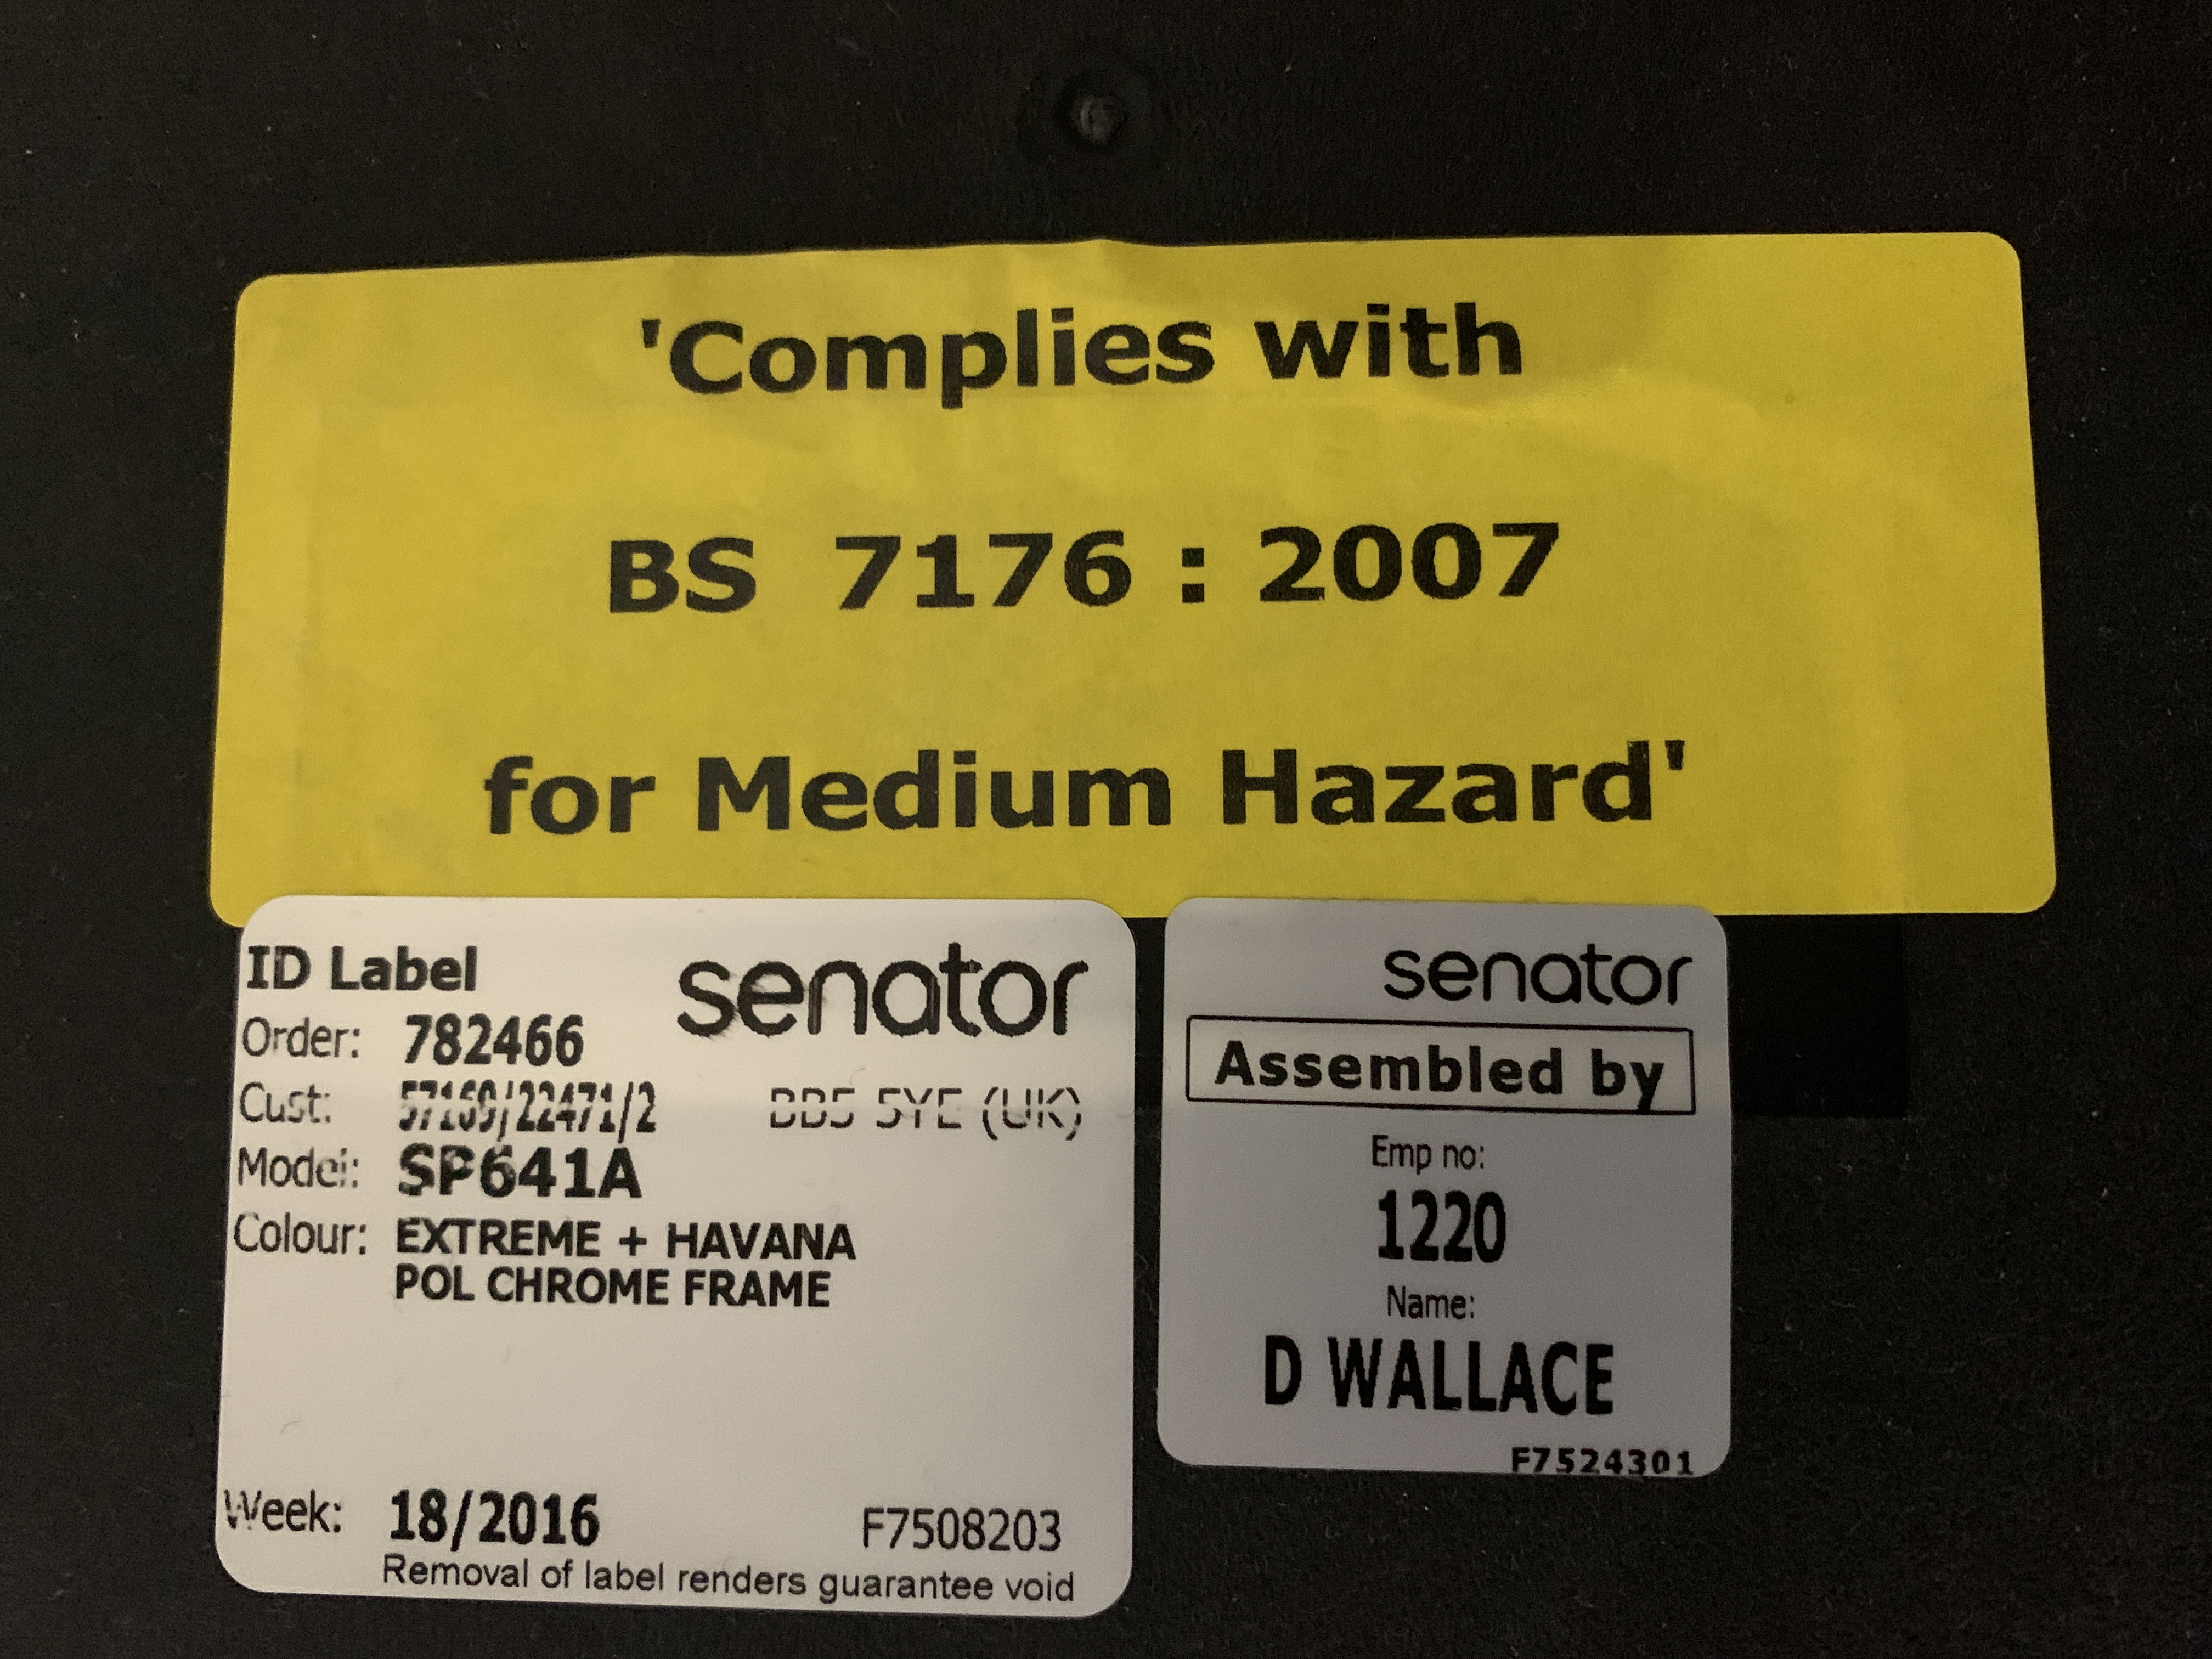 'Complies with
BS 7176 : 2007
for Medium Hazard'
ID Label
senator
Order: 782466
Cust: 57169/22471/2 BB5 5YE (UK)
Model: SP641A
Colour: EXTREME + HAVANA
POL CHROME FRAME
Week: 18/2016 F7508203
Removal of label renders guarantee void
senator
Assembled by
Emp no:
1220
Name:
D WALLACE
F7524301